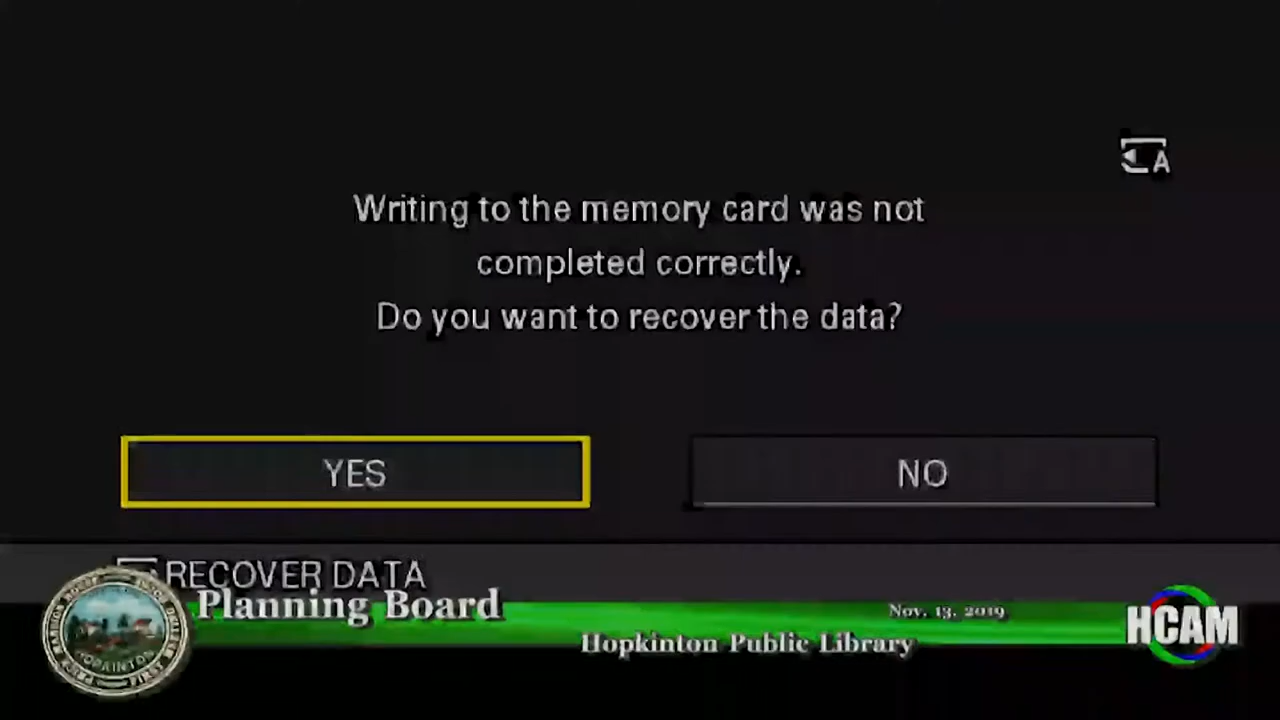 A
Writing to the memory card was not
completed correctly.
Do you want to recover the data?
YES
NO
RECOVER DATA
Planning Board
Nov. 13, 2019
Hopkinton Public Library
HCAM
HOPKINTON